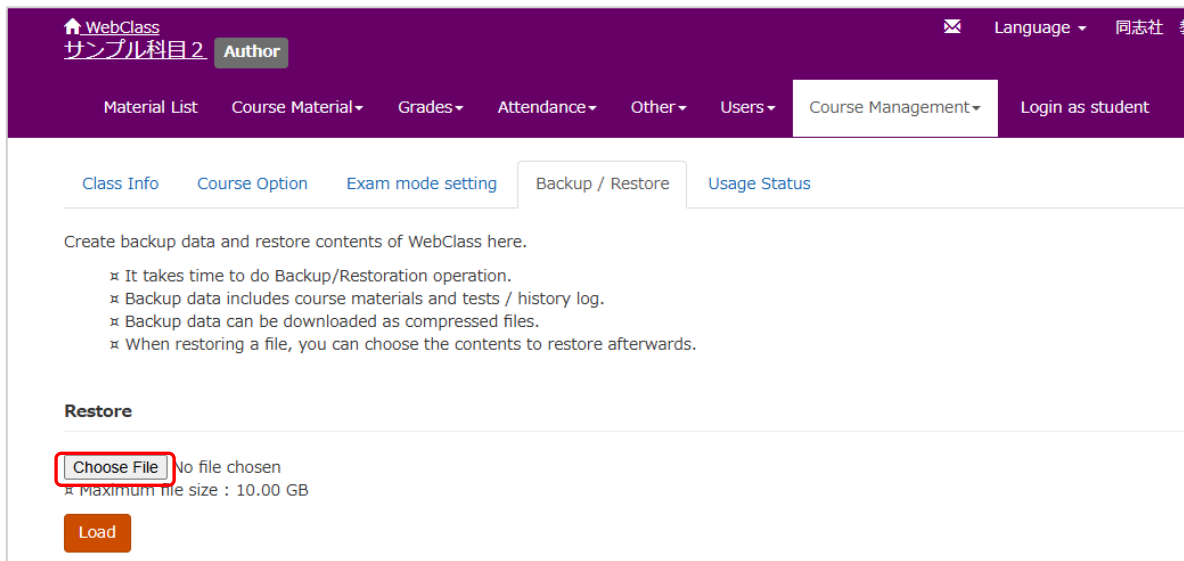 WebClass
Language
同志社
サンプル科目２ Author
Material List Course Material Grades Attendance Other Users Course Management Login as student
Class Info Course Option Exam mode setting Backup / Restore Usage Status
Create backup data and restore contents of WebClass here.
¤ It takes time to do Backup/Restoration operation.
¤ Backup data includes course materials and tests / history log.
¤ Backup data can be downloaded as compressed files.
¤ When restoring a file, you can choose the contents to restore afterwards.
Restore
Choose File No file chosen
¤ Maximum file size : 10.00 GB
Load